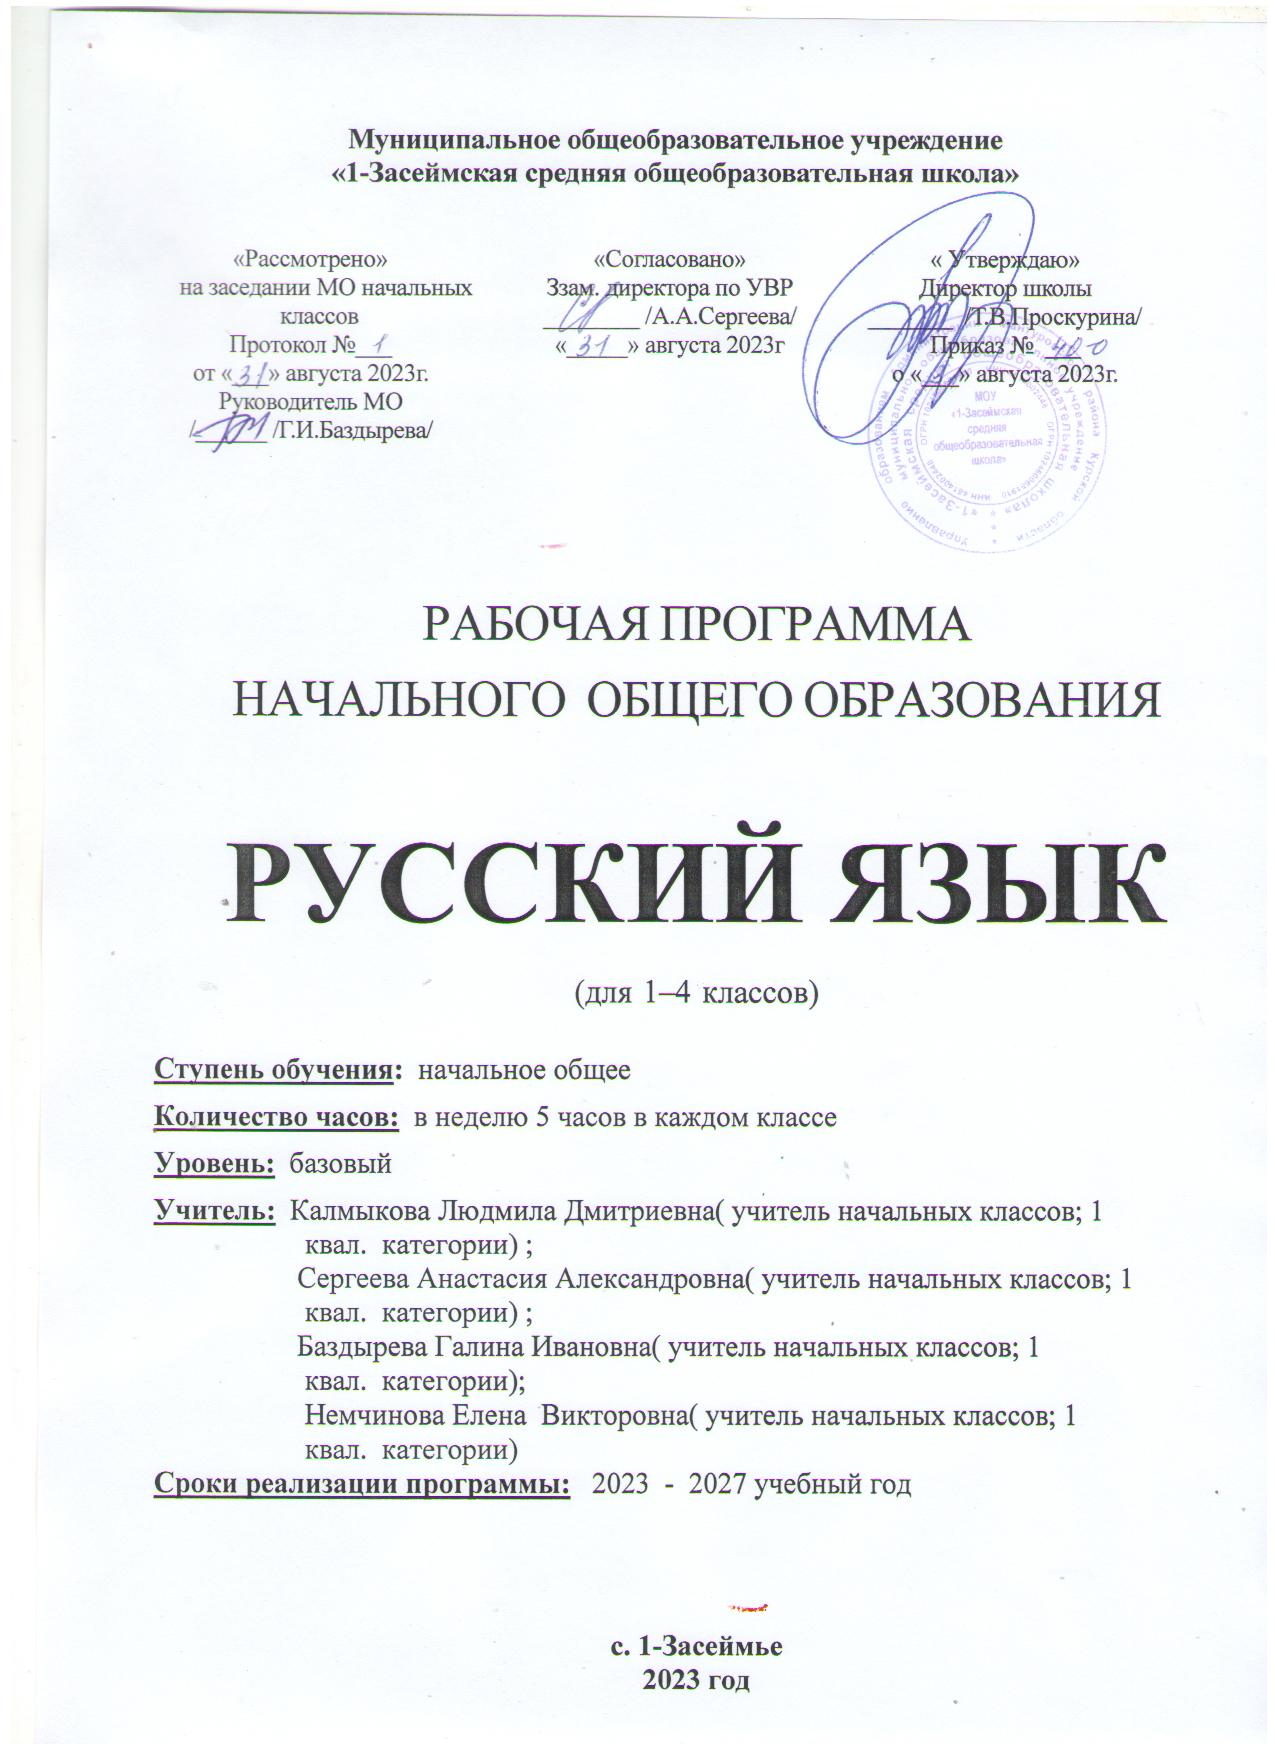 Муниципальное общеобразовательное учреждение
«1-Засеймская средняя общеобразовательная школа»
«Рассмотрено»
на заседании МО начальных
классов
Протокол № 1
от «31» августа 2023г.
Руководитель МО
/______ /Г.И.Баздырева/
«Согласовано»
Ззам. директора по УВР
________ /А.А.Сергеева/
«31» августа 2023г
« Утверждаю»
Директор школы
________ /Т.В.Проскурина/
Приказ №
о «31» августа 2023г.
МОУ
«1-Засеймская
средняя
общеобразовательная
школа»
РАБОЧАЯ ПРОГРАММА
НАЧАЛЬНОГО ОБЩЕГО ОБРАЗОВАНИЯ
РУССКИЙ ЯЗЫК
(для 1–4 классов)
Ступень обучения: начальное общее
Количество часов: в неделю 5 часов в каждом классе
Уровень: базовый
Учитель: Калмыкова Людмила Дмитриевна( учитель начальных классов; 1
квал. категории) ;
Сергеева Анастасия Александровна( учитель начальных классов; 1
квал. категории) ;
Баздырева Галина Ивановна( учитель начальных классов; 1
квал. категории);
Немчинова Елена Викторовна( учитель начальных классов; 1
квал. категории)
Сроки реализации программы: 2023 - 2027 учебный год
с. 1-Засеймье
2023 год